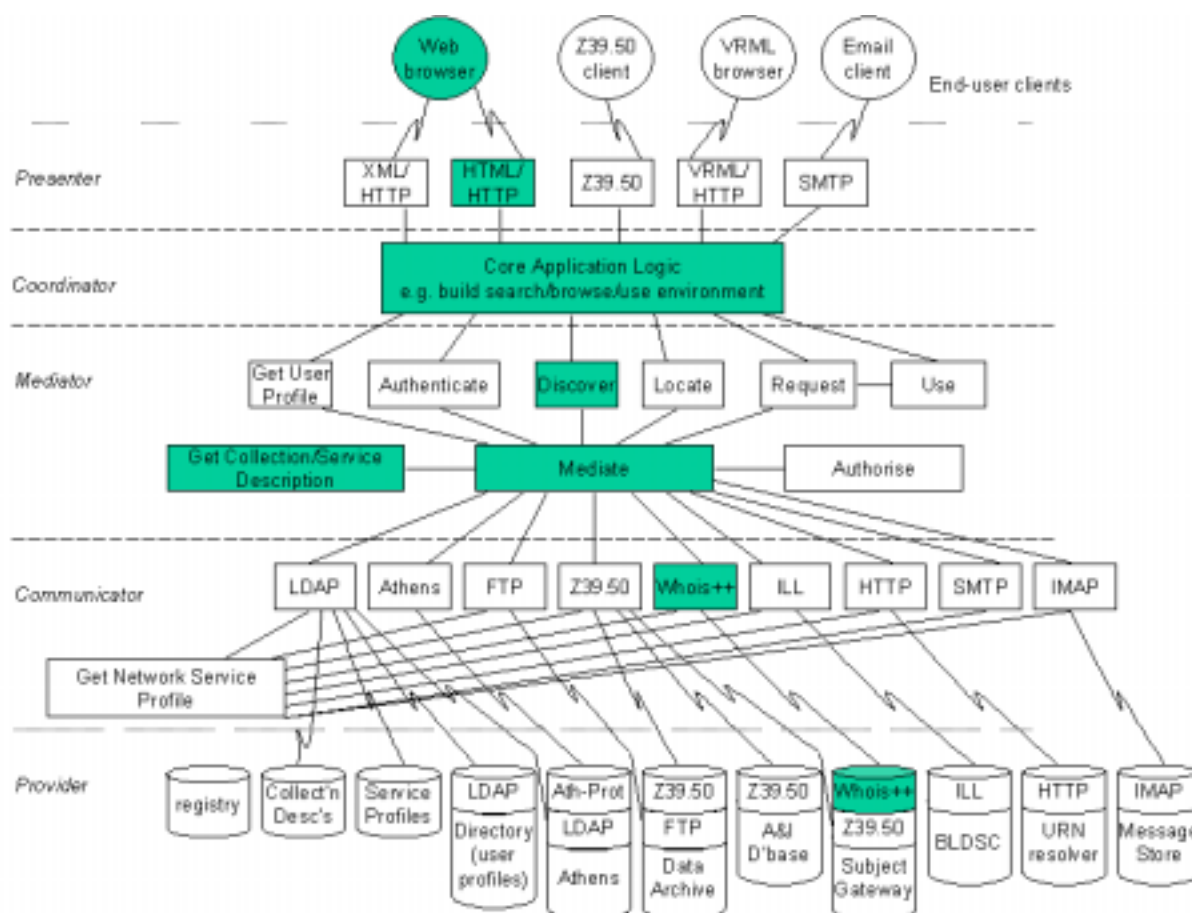 Web
browser
Z39.50
client
VRML
browser
Email
client
End-user clients
Presenter
XML/
HTTP
HTML/
HTTP
Z39.50
VRML/
HTTP
SMTP
Coordinator
Core Application Logic
e.g. build search/browse/use environment
Mediator
Get User
Profile
Authenticate
Discover
Locate
Request
Use
Get Collection/Service
Description
Mediate
Authorise
Communicator
LDAP
Athens
FTP
Z39.50
Whois++
ILL
HTTP
SMTP
IMAP
Get Network Service
Profile
Provider
registry
Collect'n
Desc's
Service
Profiles
LDAP
Directory
(user
profiles)
Ath-Prot
LDAP
Athens
Z39.50
FTP
Data
Archive
Z39.50
A&I
D'base
Whois++
Z39.50
Subject
Gateway
ILL
BLDSC
HTTP
URN
resolver
IMAP
Message
Store